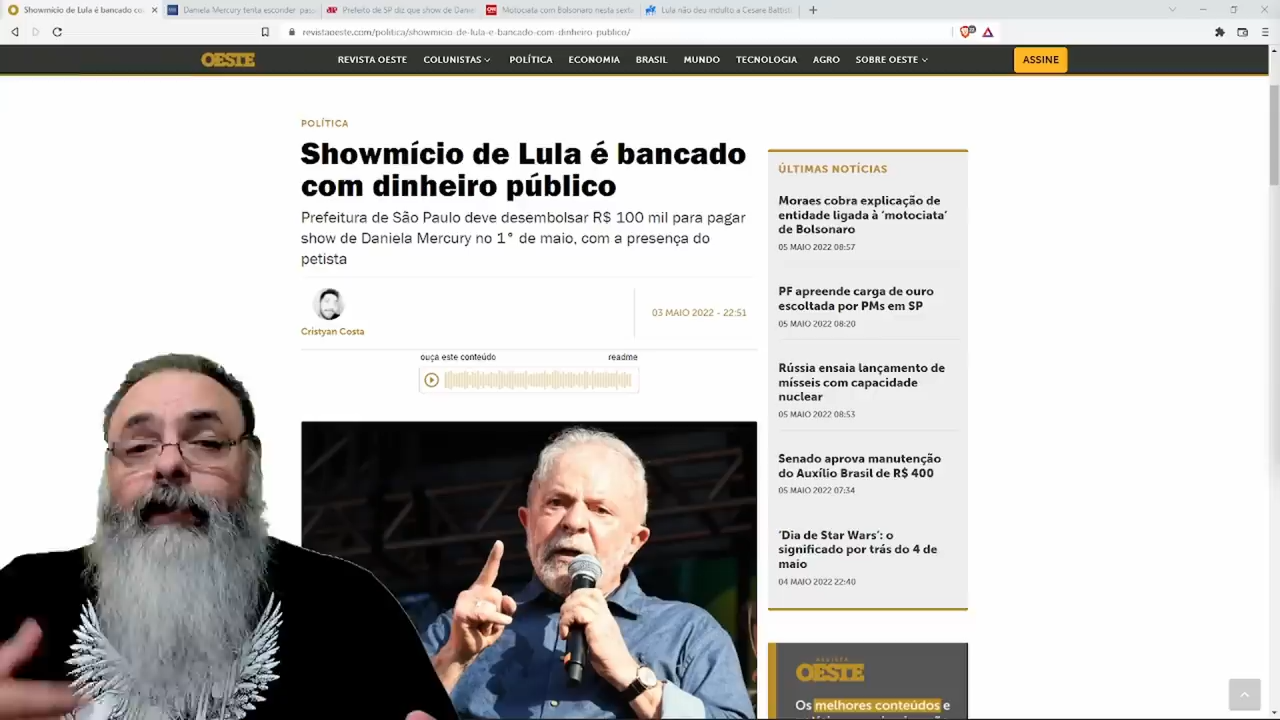 Showmício de Lula é bancado co
Daniela Mercury tenta esconder pass
Prefeito de SP diz que show de Danie
Motociata com Bolsonaro nesta sexta
Lula não deu indulto a Cesare Battist
revistaoeste.com/politica/showmicio-de-lula-e-bancado-com-dinheiro-publico/
OESTE
REVISTA OESTE
COLUNISTAS
POLÍTICA
ECONOMIA
BRASIL
MUNDO
TECNOLOGIA
AGRO
SOBRE OESTE
ASSINE
POLÍTICA
Showmício de Lula é bancado
com dinheiro público
Prefeitura de São Paulo deve desembolsar R$ 100 mil para pagar
show de Daniela Mercury no 1° de maio, com a presença do
petista
Cristyan Costa
03 MAIO 2022 - 22:51
ouça este conteúdo
readme
ÚLTIMAS NOTÍCIAS
Moraes cobra explicação de
entidade ligada à 'motociata'
de Bolsonaro
05 MAIO 2022 08:57
PF apreende carga de ouro
escoltada por PMs em SP
05 MAIO 2022 08:20
Rússia ensaia lançamento de
mísseis com capacidade
nuclear
05 MAIO 2022 08:53
Senado aprova manutenção
do Auxílio Brasil de R$ 400
05 MAIO 2022 07:34
'Dia de Star Wars': o
significado por trás do 4 de
maio
04 MAIO 2022 22:40
REVISTA
OESTE
Os melhores conteúdos e